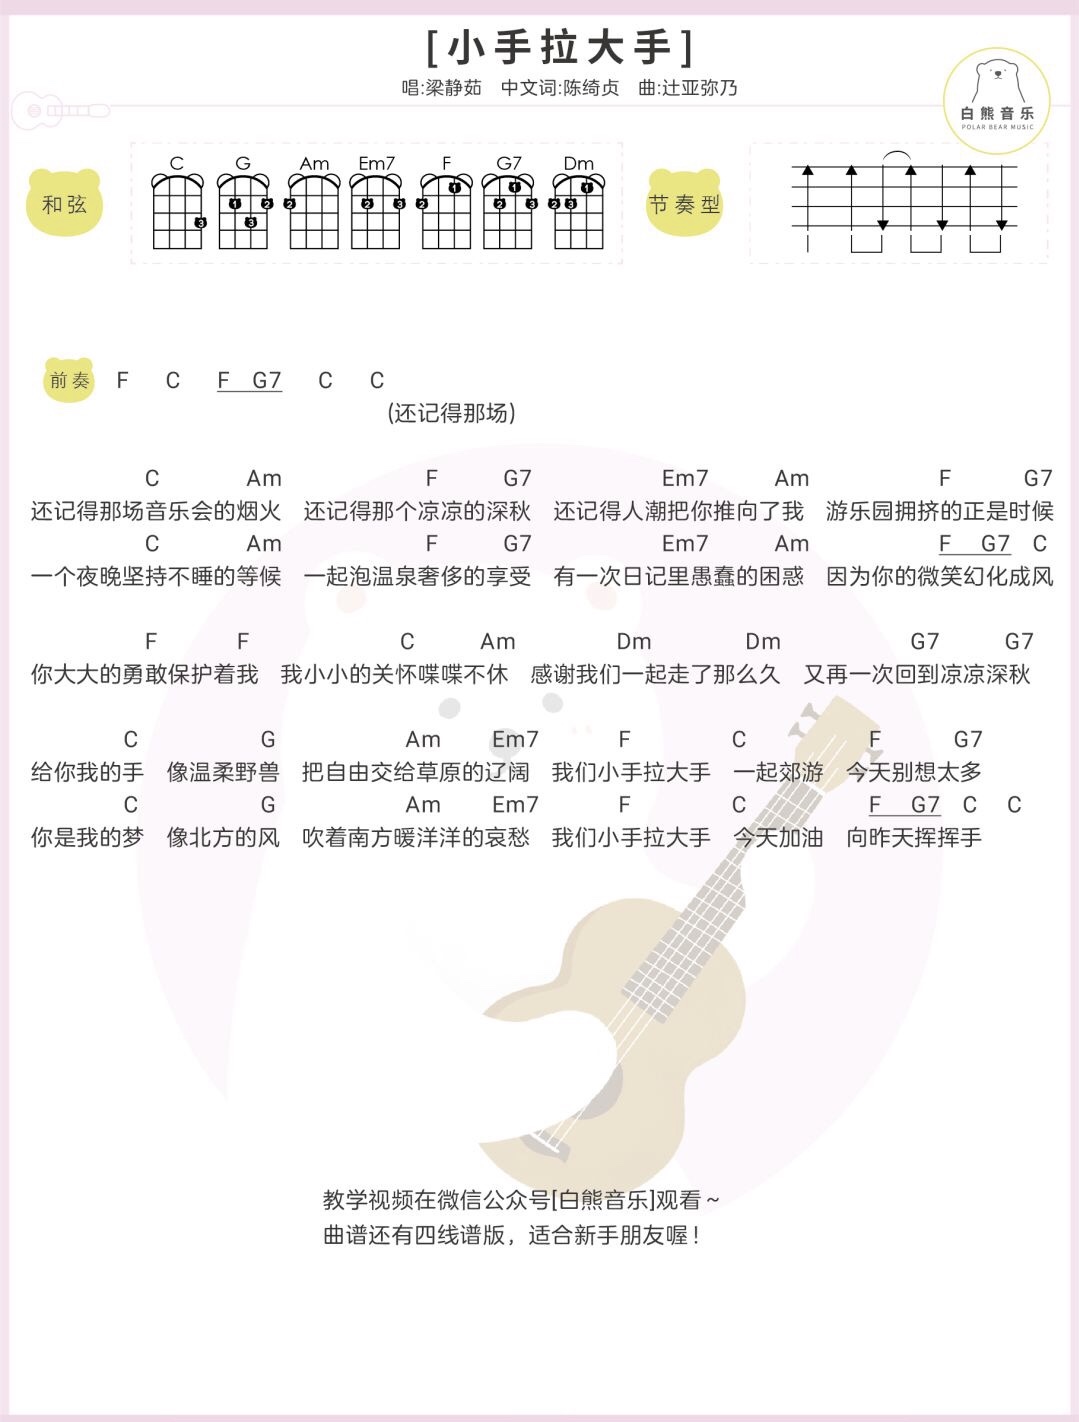 [小手拉大手]
唱:梁静茹 中文词:陈绮贞 曲:辻亚弥乃
白熊音乐
POLAR BEAR MUSIC
和弦
C G Am Em7 F G7 Dm
3
1 2 3
2
2 3
1 2
1 2 3
1 2 3
节奏型
前奏 F C F G7 C C
(还记得那场)
C Am F G7 Em7 Am F G7
还记得那场音乐会的烟火 还记得那个凉凉的深秋 还记得人潮把你推向了我 游乐园拥挤的正是时候
C Am F G7 Em7 Am F G7 C
一个夜晚坚持不睡的等候 一起泡温泉奢侈的享受 有一次日记里愚蠢的困惑 因为你的微笑幻化成风
F F C Am Dm Dm G7 G7
你大大的勇敢保护着我 我小小的关怀喋喋不休 感谢我们一起走了那么久 又再一次回到凉凉深秋
C G Am Em7 F C F G7
给你我的手 像温柔野兽 把自由交给草原的辽阔 我们小手拉大手 一起郊游 今天别想太多
C G Am Em7 F C F G7 C C
你是我的梦 像北方的风 吹着南方暖洋洋的哀愁 我们小手拉大手 今天加油 向昨天挥挥手
教学视频在微信公众号[白熊音乐]观看~
曲谱还有四线谱版，适合新手朋友喔！